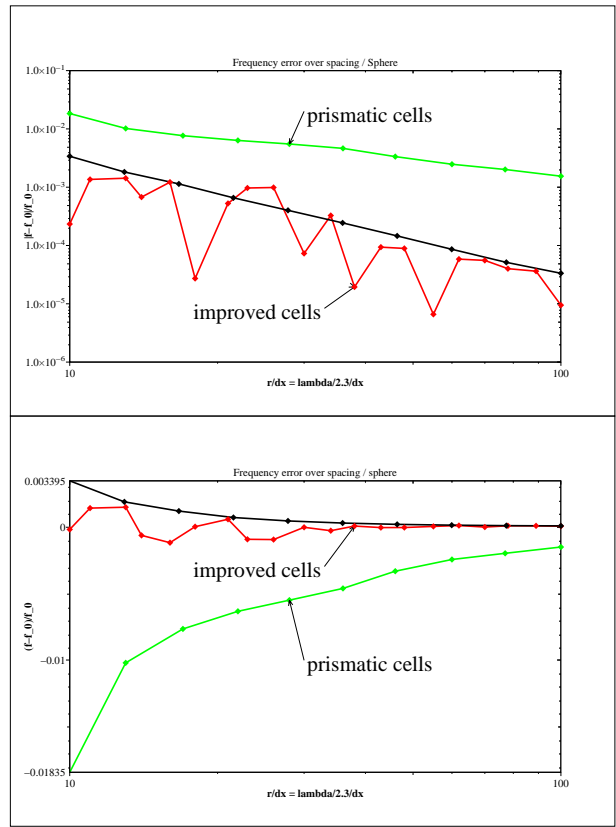 Frequency error over spacing / Sphere
1.0×10⁻¹
1.0×10⁻²
1.0×10⁻³
1.0×10⁻⁴
1.0×10⁻⁵
1.0×10⁻⁶
|f−f_0|/f_0
prismatic cells
improved cells
10
100
r/dx = lambda/2.3/dx
Frequency error over spacing / sphere
0.003395
0
−0.01
−0.01835
(f−f_0)/f_0
improved cells
prismatic cells
10
100
r/dx = lambda/2.3/dx